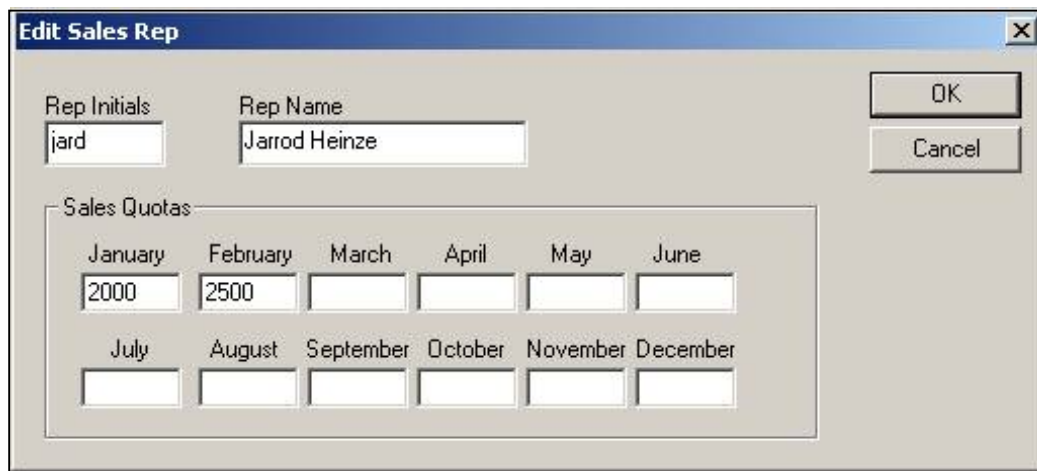 Edit Sales Rep
Rep Initials Rep Name
jard Jarrod Heinze
OK
Cancel
Sales Quotas
January February March April May June
2000 2500
July August September October November December